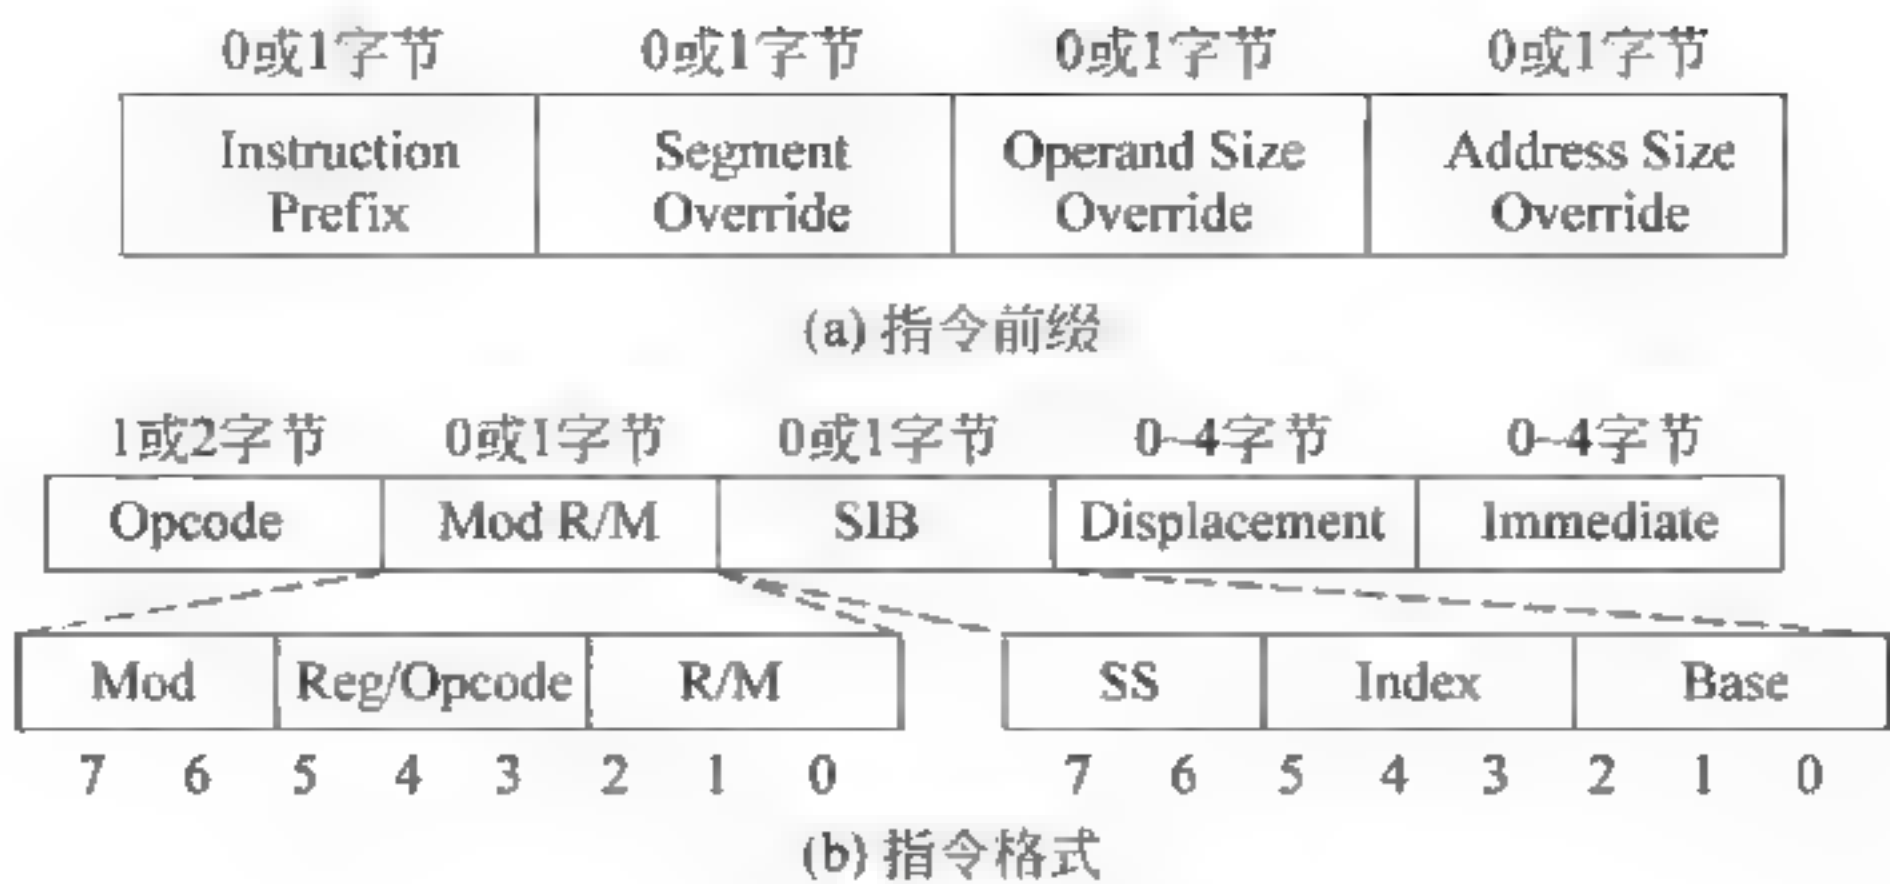 0或1字节 0或1字节 0或1字节 0或1字节
Instruction Prefix Segment Override Operand Size Override Address Size Override
(a) 指令前缀
1或2字节 0或1字节 0或1字节 0~4字节 0~4字节
Opcode Mod R/M SIB Displacement Immediate
Mod Reg/Opcode R/M SS Index Base
7 6 5 4 3 2 1 0 7 6 5 4 3 2 1 0
(b) 指令格式